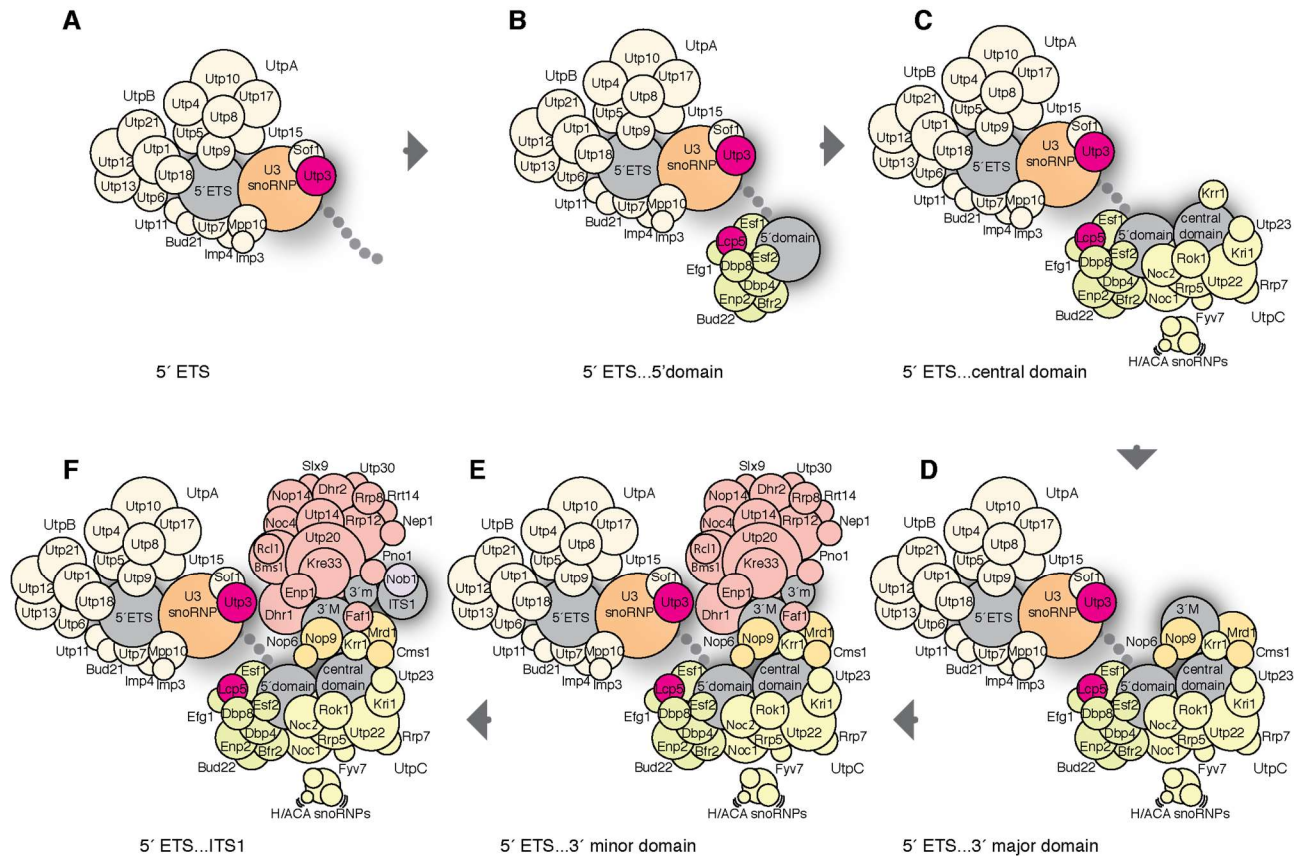 A
UtpA
Utp10
UtpB
Utp4
Utp17
Utp21
Utp8
Utp5
Utp15
Utp1
Utp9
Sof1
Utp12
Utp18
U3
snoRNP
Utp3
Utp13
Utp6
5´ETS
Utp11
Utp7
Mpp10
Bud21
Imp4
Imp3
5´ ETS
B
UtpA
Utp10
UtpB
Utp4
Utp17
Utp21
Utp8
Utp5
Utp15
Utp1
Utp9
Sof1
Utp12
Utp18
U3
snoRNP
Utp3
Utp13
Utp6
5´ETS
Utp11
Utp7
Mpp10
Bud21
Imp4
Imp3
Esf1
Lcp5
5´domain
Efg1
Dbp8
Esf2
Dbp4
Enp2
Bfr2
Bud22
5´ ETS...5'domain
C
UtpA
Utp10
UtpB
Utp4
Utp17
Utp21
Utp8
Utp5
Utp15
Utp1
Utp9
Sof1
Utp12
Utp18
U3
snoRNP
Utp3
Utp13
Utp6
5´ETS
Utp11
Utp7
Mpp10
Bud21
Imp4
Imp3
Krr1
Esf1
central
domain
Utp23
Lcp5
5´domain
Efg1
Dbp8
Esf2
Noc2
Rok1
Kri1
Dbp4
Utp22
Enp2
Bfr2
Noc1
Rrp5
Rrp7
Bud22
Fyv7
UtpC
H/ACA snoRNPs
5´ ETS...central domain
F
Slx9
Utp30
UtpA
Nop14
Dhr2
Rrp8
Rrt14
Utp10
UtpB
Utp4
Utp17
Noc4
Utp14
Rrp12
Nep1
Utp21
Utp8
Utp20
Utp5
Utp15
Rcl1
Bms1
Kre33
Pno1
Utp1
Utp9
Sof1
Nob1
Utp12
Utp18
U3
snoRNP
Utp3
Enp1
3´m
ITS1
Utp13
Utp6
5´ETS
Dhr1
3´M
Faf1
Utp11
Utp7
Mpp10
Nop6
Nop9
Krr1
Mrd1
Bud21
Imp4
Imp3
Cms1
Esf1
central
domain
Utp23
Lcp5
5´domain
Efg1
Dbp8
Esf2
Noc2
Rok1
Kri1
Dbp4
Utp22
Enp2
Bfr2
Noc1
Rrp5
Rrp7
Bud22
Fyv7
UtpC
H/ACA snoRNPs
5´ ETS...ITS1
E
Slx9
Utp30
UtpA
Nop14
Dhr2
Rrp8
Rrt14
Utp10
UtpB
Utp4
Utp17
Noc4
Utp14
Rrp12
Nep1
Utp21
Utp8
Utp20
Utp5
Utp15
Rcl1
Bms1
Kre33
Pno1
Utp1
Utp9
Sof1
Utp12
Utp18
U3
snoRNP
Utp3
Enp1
3´m
Utp13
Utp6
5´ETS
Dhr1
3´M
Faf1
Utp11
Utp7
Mpp10
Nop6
Nop9
Krr1
Mrd1
Bud21
Imp4
Imp3
Cms1
Esf1
central
domain
Utp23
Lcp5
5´domain
Efg1
Dbp8
Esf2
Noc2
Rok1
Kri1
Dbp4
Utp22
Enp2
Bfr2
Noc1
Rrp5
Rrp7
Bud22
Fyv7
UtpC
H/ACA snoRNPs
5´ ETS...3´ minor domain
D
UtpA
Utp10
UtpB
Utp4
Utp17
Utp21
Utp8
Utp5
Utp15
Utp1
Utp9
Sof1
Utp12
Utp18
U3
snoRNP
Utp3
Utp13
Utp6
5´ETS
3´M
Utp11
Utp7
Mpp10
Nop6
Nop9
Krr1
Mrd1
Bud21
Imp4
Imp3
Cms1
Esf1
central
domain
Utp23
Lcp5
5´domain
Efg1
Dbp8
Esf2
Noc2
Rok1
Kri1
Dbp4
Utp22
Enp2
Bfr2
Noc1
Rrp5
Rrp7
Bud22
Fyv7
UtpC
H/ACA snoRNPs
5´ ETS...3´ major domain